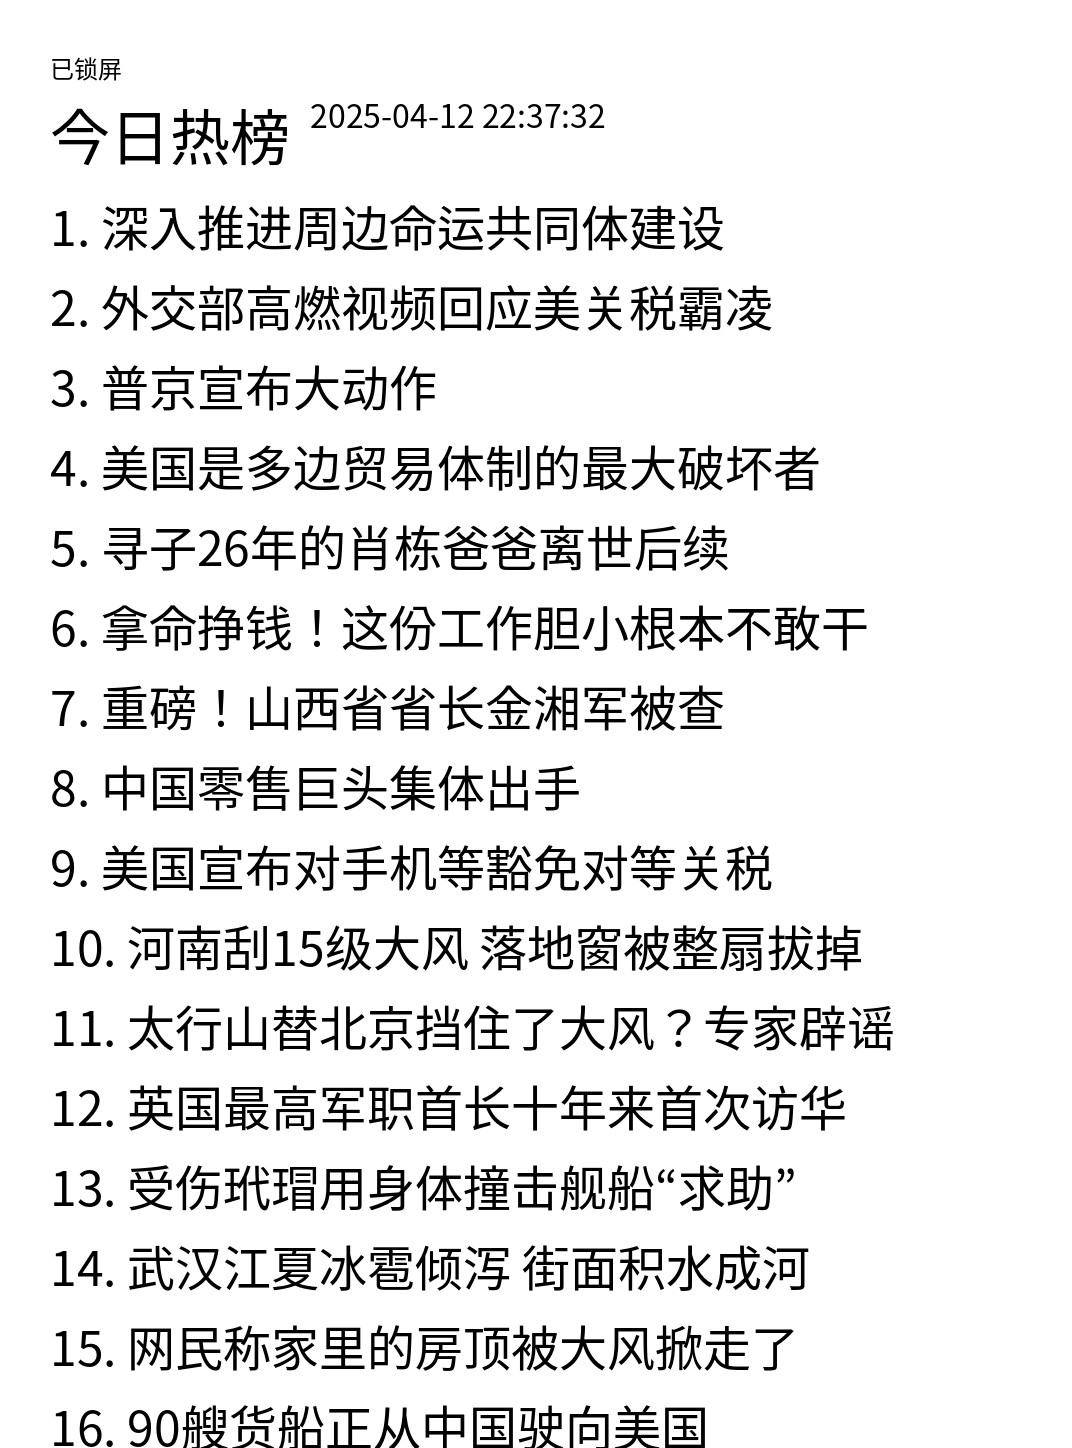 已锁屏
今日热榜 2025-04-12 22:37:32
1. 深入推进周边命运共同体建设
2. 外交部高燃视频回应美关税霸凌
3. 普京宣布大动作
4. 美国是多边贸易体制的最大破坏者
5. 寻子26年的肖栋爸爸离世后续
6. 拿命挣钱！这份工作胆小根本不敢干
7. 重磅！山西省省长金湘军被查
8. 中国零售巨头集体出手
9. 美国宣布对手机等豁免对等关税
10. 河南刮15级大风 落地窗被整扇拔掉
11. 太行山替北京挡住了大风？专家辟谣
12. 英国最高军职首长十年来首次访华
13. 受伤玳瑁用身体撞击舰船“求助”
14. 武汉江夏冰雹倾泻 街面积水成河
15. 网民称家里的房顶被大风掀走了
16. 90艘货船正从中国驶向美国